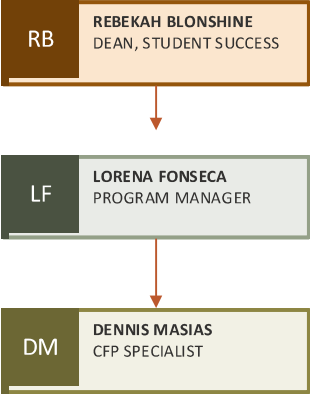 RB
REBEKAH BLONSHINE
DEAN, STUDENT SUCCESS
LF
LORENA FONSECA
PROGRAM MANAGER
DM
DENNIS MASIAS
CFP SPECIALIST